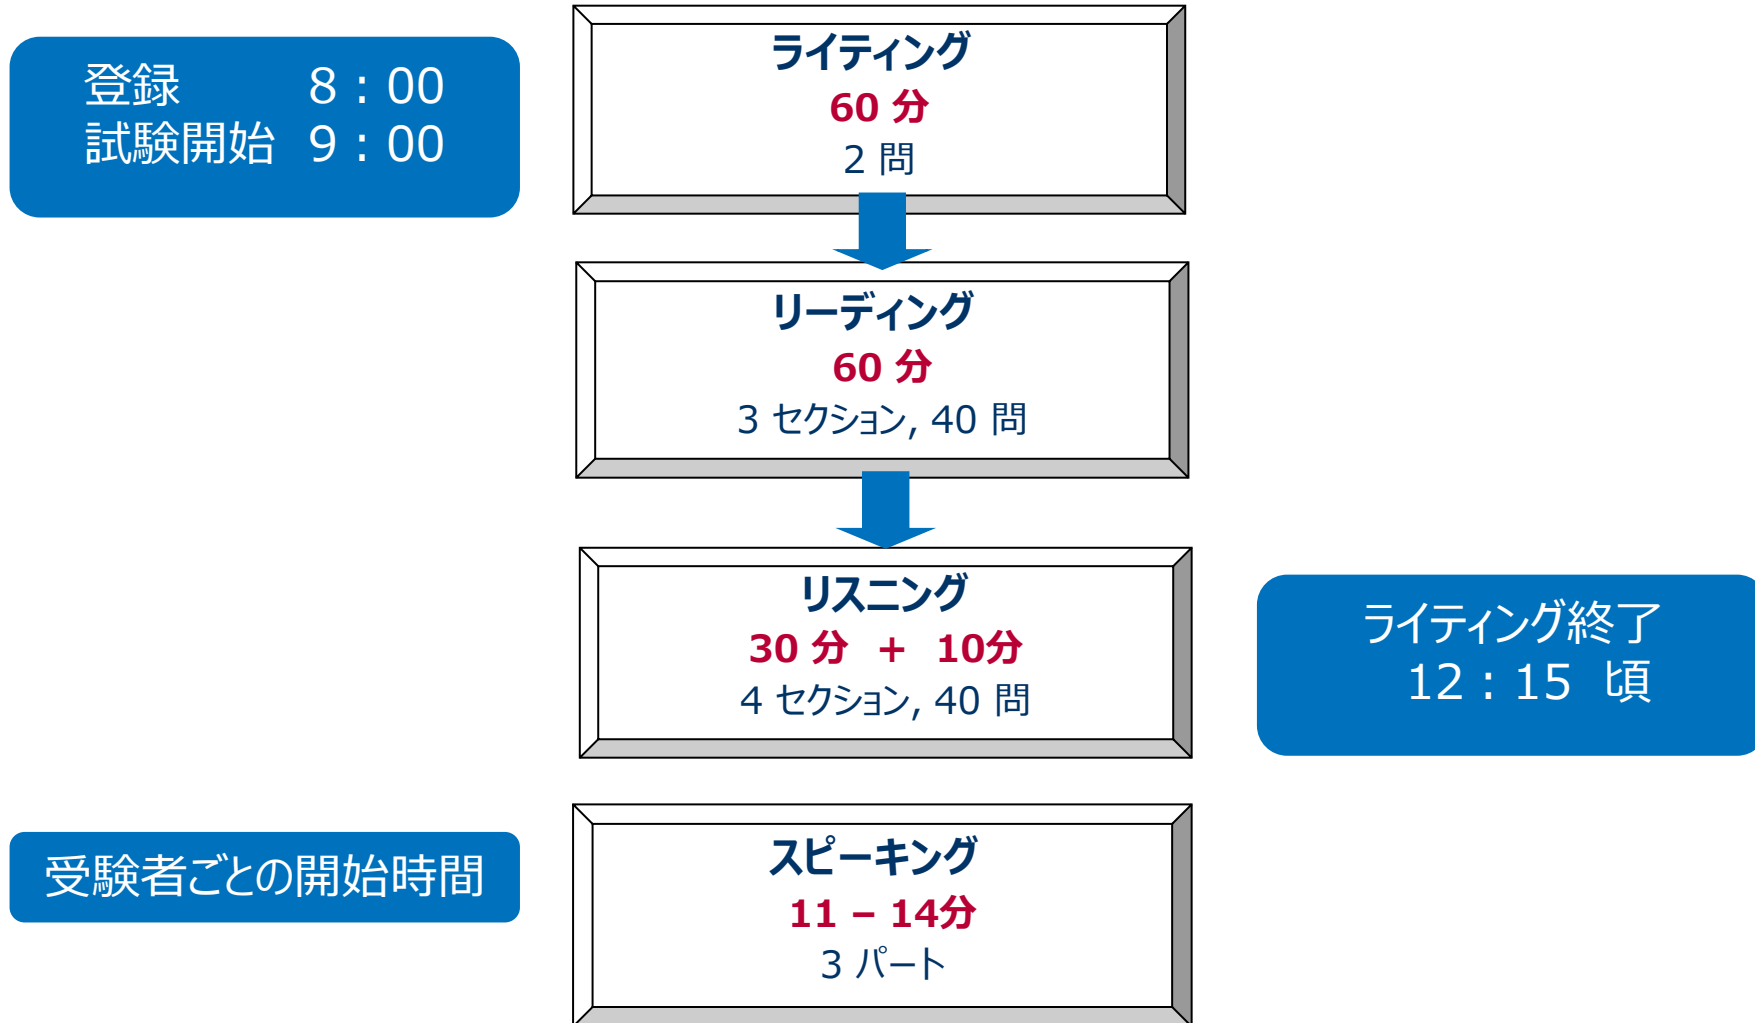 登録 8：00
試験開始 9：00
ライティング
60 分
2 問
リーディング
60 分
3 セクション, 40 問
リスニング
30 分 + 10分
4 セクション, 40 問
ライティング終了
12：15 頃
受験者ごとの開始時間
スピーキング
11 – 14分
3 パート